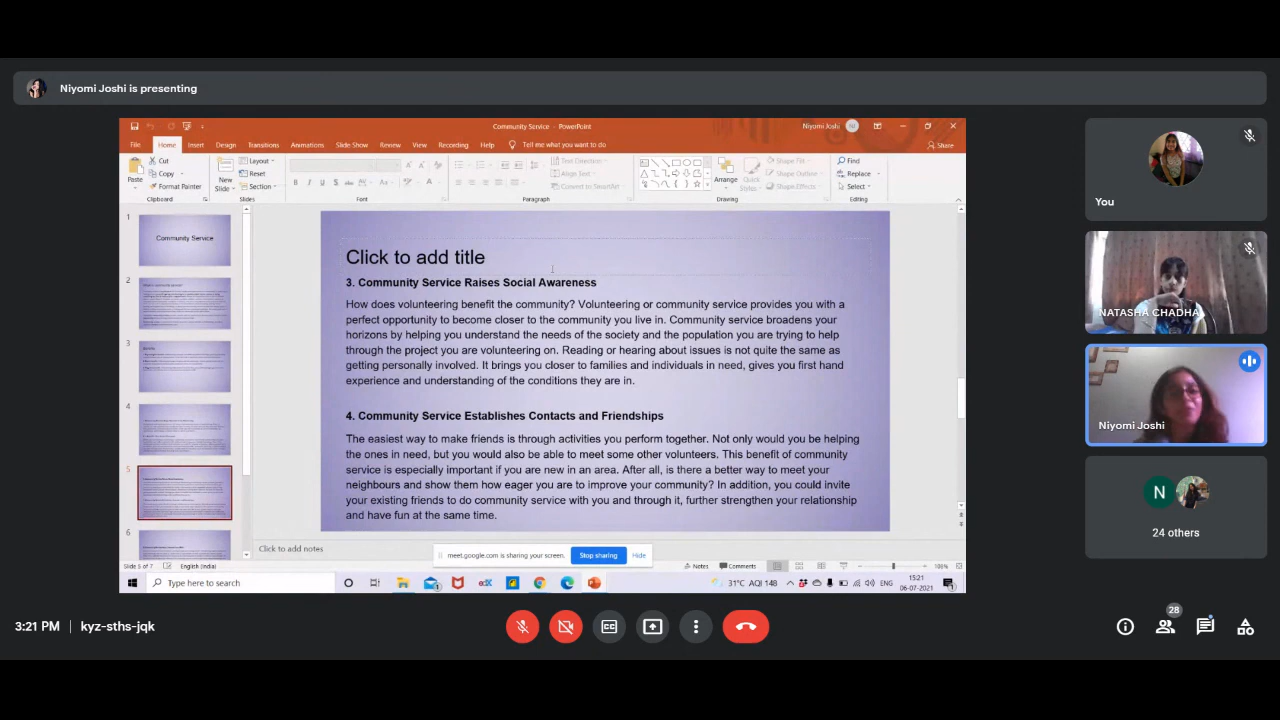 Niyomi Joshi is presenting
Community Service - PowerPoint
Niyomi Joshi
NJ
File Home Insert Design Transitions Animations Slide Show Review View Recording Help Tell me what you want to do
Share
Paste
Cut
Copy
Format Painter
Clipboard
New
Slide
Layout
Reset
Section
Slides
Font
Text Direction
Align Text
Convert to SmartArt
Paragraph
Arrange
Quick
Styles
Shape Fill
Shape Outline
Shape Effects
Drawing
Find
Replace
Select
Editing
1
Community Service
2
3
4
5
6
Click to add title
3. Community Service Raises Social Awareness
How does volunteering benefit the community? Volunteering or community service provides you with a
perfect opportunity to become closer to the community you live in. Community service broadens your
horizons by helping you understand the needs of the society and the population you are trying to help
through the project you are volunteering on. Reading or hearing about issues is not quite the same as
getting personally involved. It brings you closer to families and individuals in need, gives you first hand
experience and understanding of the conditions they are in.
4. Community Service Establishes Contacts and Friendships
The easiest way to make friends is through activities you perform together. Not only would you be helping
the ones in need, but you would also be able to meet some other volunteers. This benefit of community
service is especially important if you are new in an area. After all, is there a better way to meet your
neighbours and show them how eager you are to improve your community? In addition, you could invite
your existing friends to do community service with you and through it, further strengthen your relationship
and have fun at the same time.
Click to add notes
meet.google.com is sharing your screen. Stop sharing Hide
Slide 5 of 7 English (India)
Notes Comments
Type here to search
31°C AQI 148
ENG
15:21
06-07-2021
You
NATASHA CHADHA
Niyomi Joshi
N
24 others
3:21 PM | kyz-sths-jqk
28